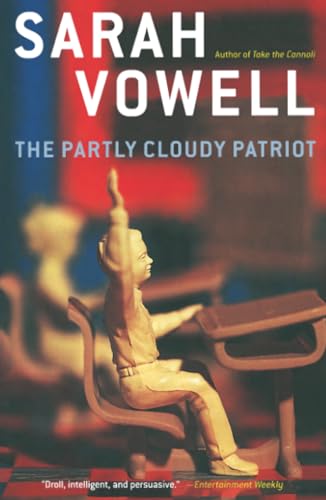 SARAH
Author of Take the Cannoli
VOWELL
THE PARTLY CLOUDY PATRIOT
"Droll, intelligent, and persuasive." —Entertainment Weekly